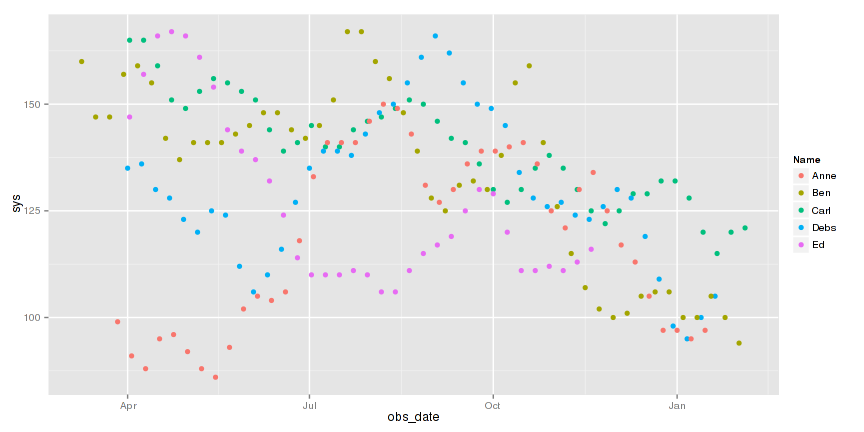 150
125
100
sys
Apr
Jul
Oct
Jan
obs_date
Name
Anne
Ben
Carl
Debs
Ed